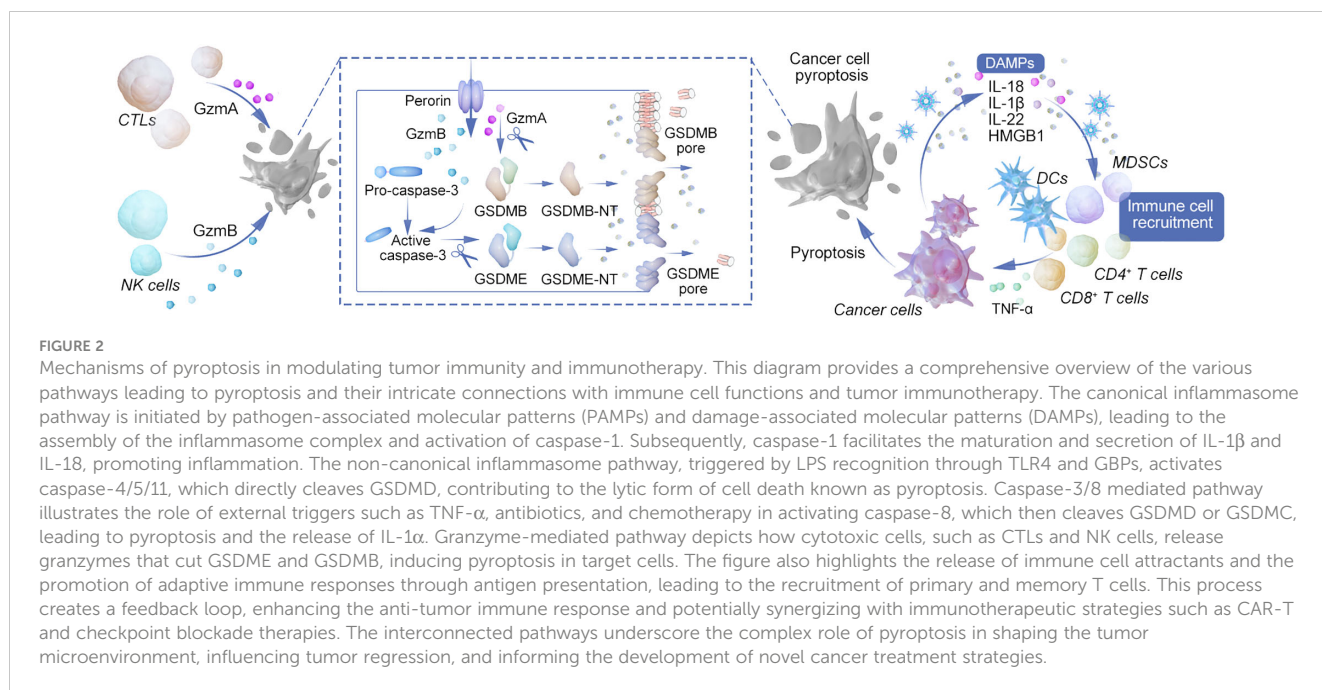 CTLs
GzmA
NK cells
GzmB
Perorin
GzmB
GzmA
Pro-caspase-3
Active
caspase-3
GSDMB
GSDMB-NT
GSDME
GSDME-NT
GSDMB
pore
GSDME
pore
Cancer cell
pyroptosis
Pyroptosis
Cancer cells
DAMPs
IL-18
IL-1β
IL-22
HMGB1
MDSCs
DCs
Immune cell
recruitment
CD4⁺ T cells
CD8⁺ T cells
TNF-α
FIGURE 2
Mechanisms of pyroptosis in modulating tumor immunity and immunotherapy. This diagram provides a comprehensive overview of the various
pathways leading to pyroptosis and their intricate connections with immune cell functions and tumor immunotherapy. The canonical inflammasome
pathway is initiated by pathogen-associated molecular patterns (PAMPs) and damage-associated molecular patterns (DAMPs), leading to the
assembly of the inflammasome complex and activation of caspase-1. Subsequently, caspase-1 facilitates the maturation and secretion of IL-1β and
IL-18, promoting inflammation. The non-canonical inflammasome pathway, triggered by LPS recognition through TLR4 and GBPs, activates
caspase-4/5/11, which directly cleaves GSDMD, contributing to the lytic form of cell death known as pyroptosis. Caspase-3/8 mediated pathway
illustrates the role of external triggers such as TNF-α, antibiotics, and chemotherapy in activating caspase-8, which then cleaves GSDMD or GSDMC,
leading to pyroptosis and the release of IL-1α. Granzyme-mediated pathway depicts how cytotoxic cells, such as CTLs and NK cells, release
granzymes that cut GSDME and GSDMB, inducing pyroptosis in target cells. The figure also highlights the release of immune cell attractants and the
promotion of adaptive immune responses through antigen presentation, leading to the recruitment of primary and memory T cells. This process
creates a feedback loop, enhancing the anti-tumor immune response and potentially synergizing with immunotherapeutic strategies such as CAR-T
and checkpoint blockade therapies. The interconnected pathways underscore the complex role of pyroptosis in shaping the tumor
microenvironment, influencing tumor regression, and informing the development of novel cancer treatment strategies.